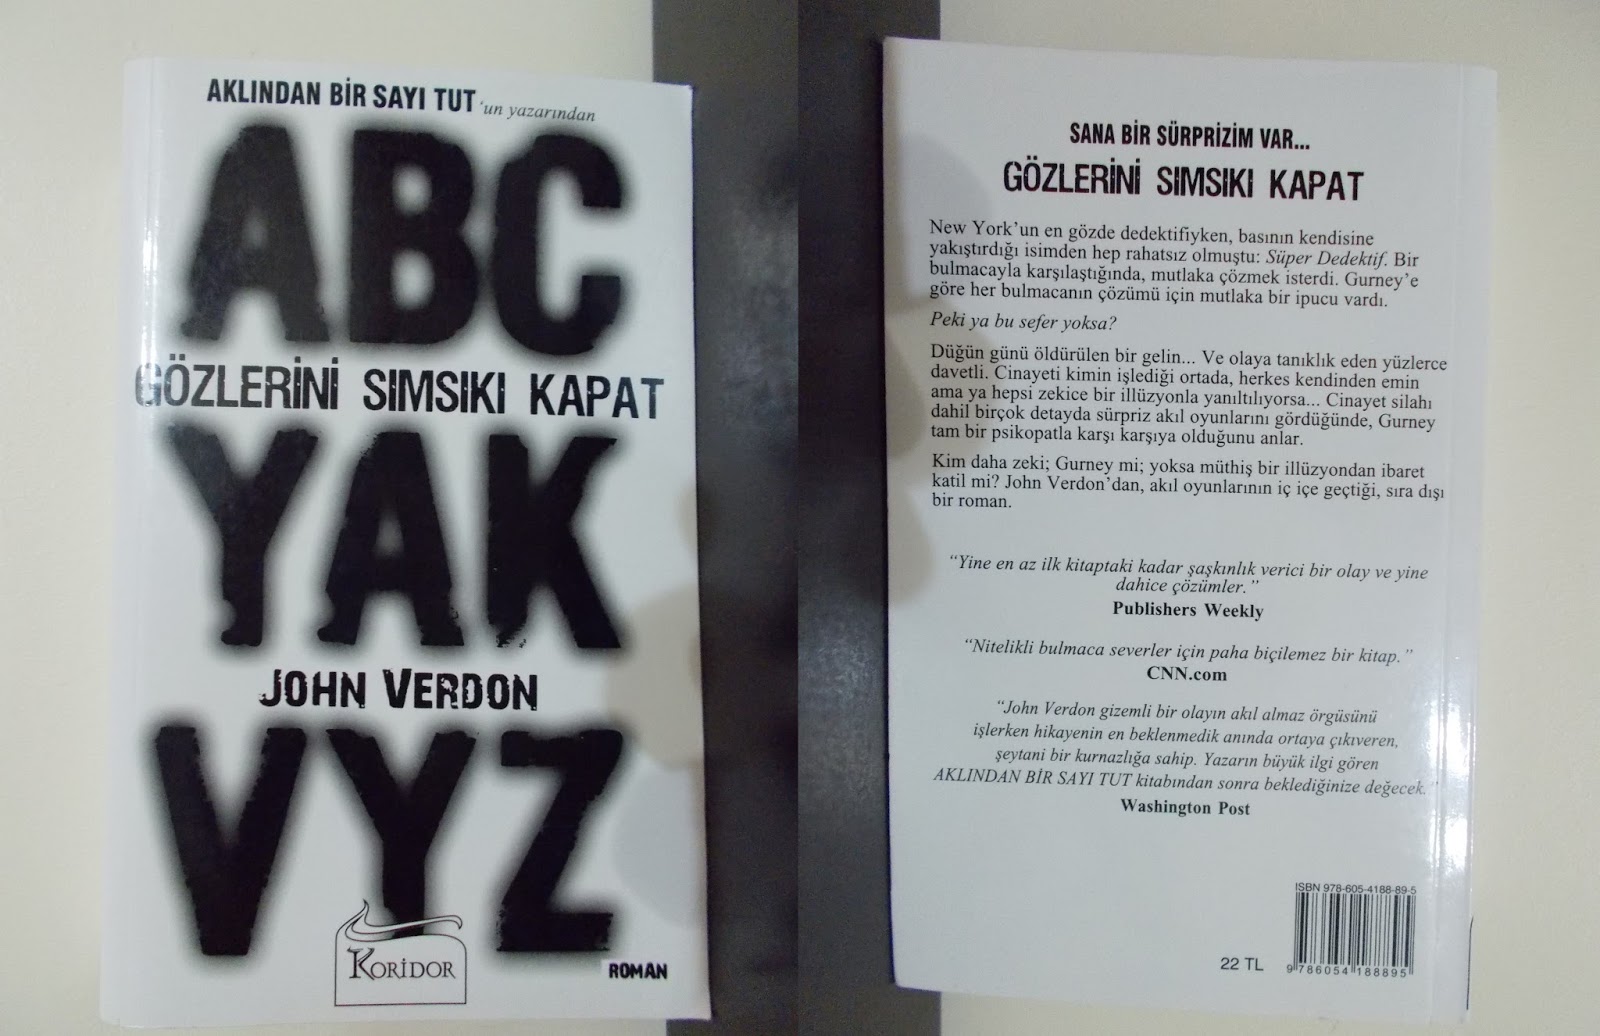 AKLINDAN BİR SAYI TUT'un yazarından
ABC
GÖZLERİNİ SIMSIKI KAPAT
YAK
JOHN VERDON
VYZ
KORİDOR
ROMAN
SANA BİR SÜRPRİZİM VAR...
GÖZLERİNİ SIMSIKI KAPAT
New York'un en gözde dedektifiyken, basının kendisine
yakıştırdığı isimden hep rahatsız olmuştu: Süper Dedektif. Bir
bulmacayla karşılaştığında, mutlaka çözmek isterdi. Gurney'e
göre her bulmacanın çözümü için mutlaka bir ipucu vardı.
Peki ya bu sefer yoksa?
Düğün günü öldürülen bir gelin... Ve olaya tanıklık eden yüzlerce
davetli. Cinayeti kimin işlediği ortada, herkes kendinden emin
ama ya hepsi zekice bir illüzyonla yanıltılıyorsa... Cinayet silahı
dahil birçok detayda sürpriz akıl oyunlarını gördüğünde, Gurney
tam bir psikopatla karşı karşıya olduğunu anlar.
Kim daha zeki; Gurney mi; yoksa müthiş bir illüzyondan ibaret
katil mi? John Verdon'dan, akıl oyunlarının iç içe geçtiği, sıra dışı
bir roman.
"Yine en az ilk kitaptaki kadar şaşkınlık verici bir olay ve yine
dahice çözümler."
Publishers Weekly
"Nitelikli bulmaca severler için paha biçilemez bir kitap."
CNN.com
"John Verdon gizemli bir olayın akıl almaz örgüsünü
işlerken hikayenin en beklenmedik anında ortaya çıkıveren,
şeytani bir kurnazlığa sahip. Yazarın büyük ilgi gören
AKLINDAN BİR SAYI TUT kitabından sonra beklediğinize değecek."
Washington Post
ISBN 978-605-4188-89-5
22 TL
9 786054 188895